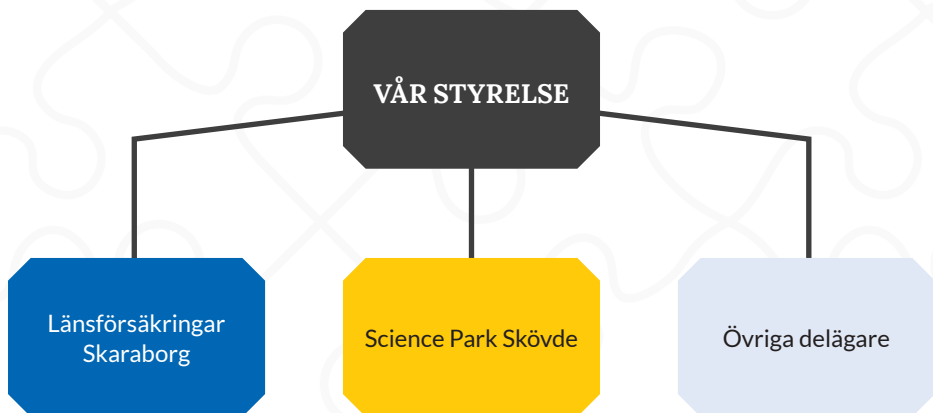 VÅR STYRELSE
Länsförsäkringar
Skaraborg
Science Park Skövde
Övriga delägare